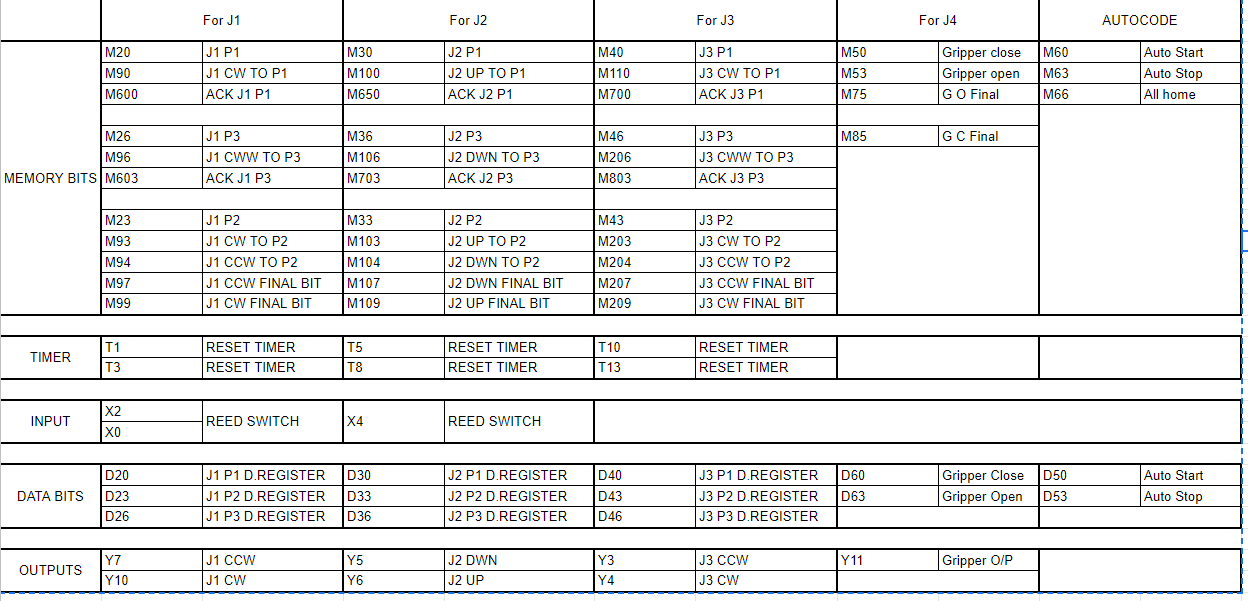 For J1 For J2 For J3 For J4 AUTOCODE
M20 J1 P1 M30 J2 P1 M40 J3 P1 M50 Gripper close M60 Auto Start
M90 J1 CW TO P1 M100 J2 UP TO P1 M110 J3 CW TO P1 M53 Gripper open M63 Auto Stop
M600 ACK J1 P1 M650 ACK J2 P1 M700 ACK J3 P1 M75 G O Final M66 All home
M26 J1 P3 M36 J2 P3 M46 J3 P3 M85 G C Final
M96 J1 CWW TO P3 M106 J2 DWN TO P3 M206 J3 CWW TO P3
MEMORY BITS M603 ACK J1 P3 M703 ACK J2 P3 M803 ACK J3 P3
M23 J1 P2 M33 J2 P2 M43 J3 P2
M93 J1 CW TO P2 M103 J2 UP TO P2 M203 J3 CW TO P2
M94 J1 CCW TO P2 M104 J2 DWN TO P2 M204 J3 CCW TO P2
M97 J1 CCW FINAL BIT M107 J2 DWN FINAL BIT M207 J3 CCW FINAL BIT
M99 J1 CW FINAL BIT M109 J2 UP FINAL BIT M209 J3 CW FINAL BIT
TIMER T1 RESET TIMER T5 RESET TIMER T10 RESET TIMER
T3 RESET TIMER T8 RESET TIMER T13 RESET TIMER
INPUT X2 REED SWITCH X4 REED SWITCH
X0
D20 J1 P1 D.REGISTER D30 J2 P1 D.REGISTER D40 J3 P1 D.REGISTER D60 Gripper Close D50 Auto Start
DATA BITS D23 J1 P2 D.REGISTER D33 J2 P2 D.REGISTER D43 J3 P2 D.REGISTER D63 Gripper Open D53 Auto Stop
D26 J1 P3 D.REGISTER D36 J2 P3 D.REGISTER D46 J3 P3 D.REGISTER
OUTPUTS Y7 J1 CCW Y5 J2 DWN Y3 J3 CCW Y11 Gripper O/P
Y10 J1 CW Y6 J2 UP Y4 J3 CW